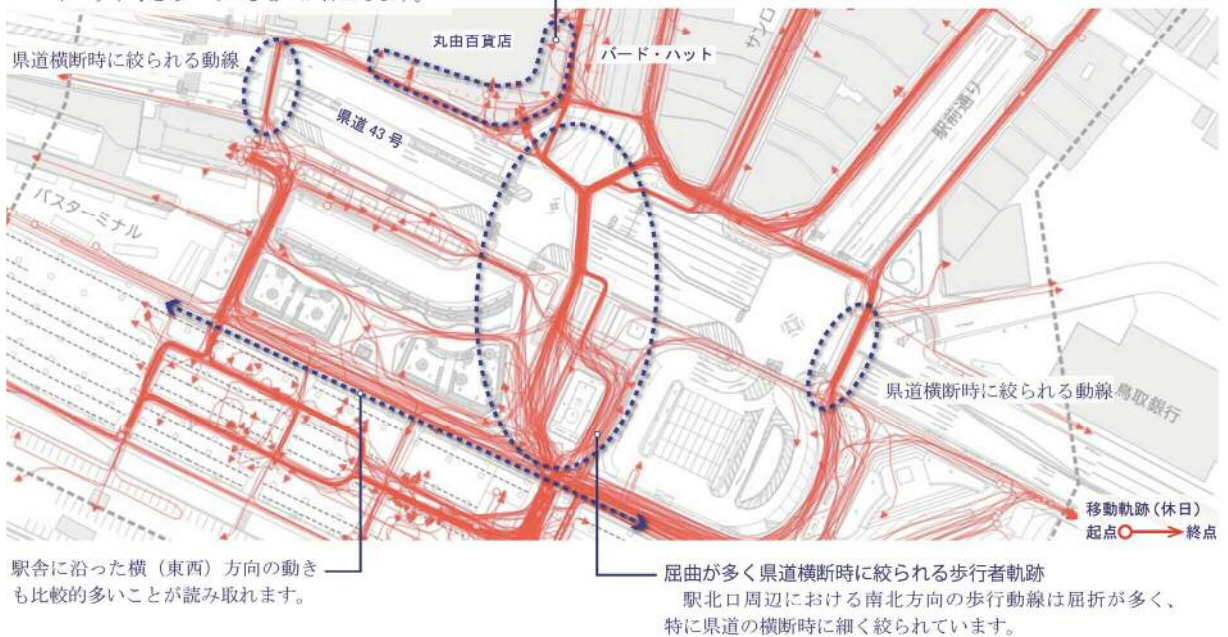 丸由百貨店
バード・ハット
サンロ
駅前通り
県道横断時に絞られる動線
県道 43 号
バスターミナル
県道横断時に絞られる動線
鳥取銀行
移動軌跡(休日)
起点 終点
駅舎に沿った横(東西)方向の動き
も比較的多いことが読み取れます。
屈曲が多く県道横断時に絞られる歩行者軌跡
駅北口周辺における南北方向の歩行動線は屈折が多く、
特に県道の横断時に細く絞られています。